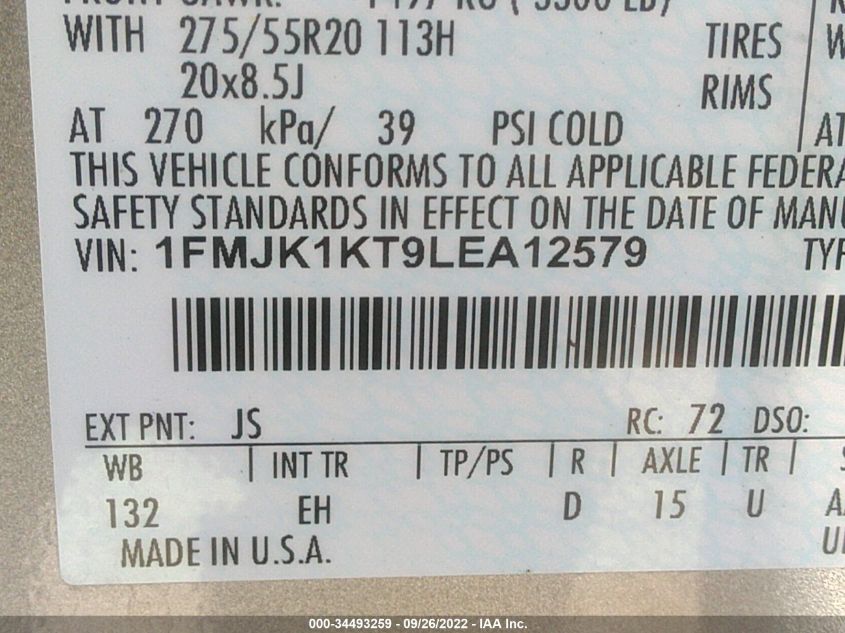 WITH 275/55R20 113H TIRES
20x8.5J RIMS
AT 270 kPa/ 39 PSI COLD AT
THIS VEHICLE CONFORMS TO ALL APPLICABLE FEDERA
SAFETY STANDARDS IN EFFECT ON THE DATE OF MANU
VIN: 1FMJK1KT9LEA12579 TYP
EXT PNT: JS RC: 72 DSO:
WB INT TR TP/PS R AXLE TR S
132 EH D 15 U
MADE IN U.S.A.
000-34493259 - 09/26/2022 - IAA Inc.